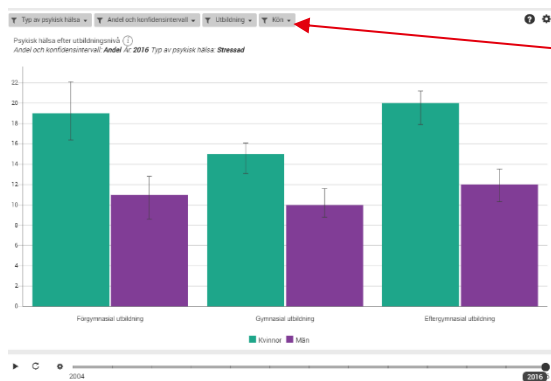 Typ av psykisk hälsa Andel och konfidensintervall Utbildning Kön
Psykisk hälsa efter utbildningsnivå
Andel och konfidensintervall: Andel År: 2016 Typ av psykisk hälsa: Stressad
22
20
18
16
14
12
10
8
6
4
2
0
Förgymnasial utbildning Gymnasial utbildning Eftergymnasial utbildning
Kvinnor Män
2004 2016